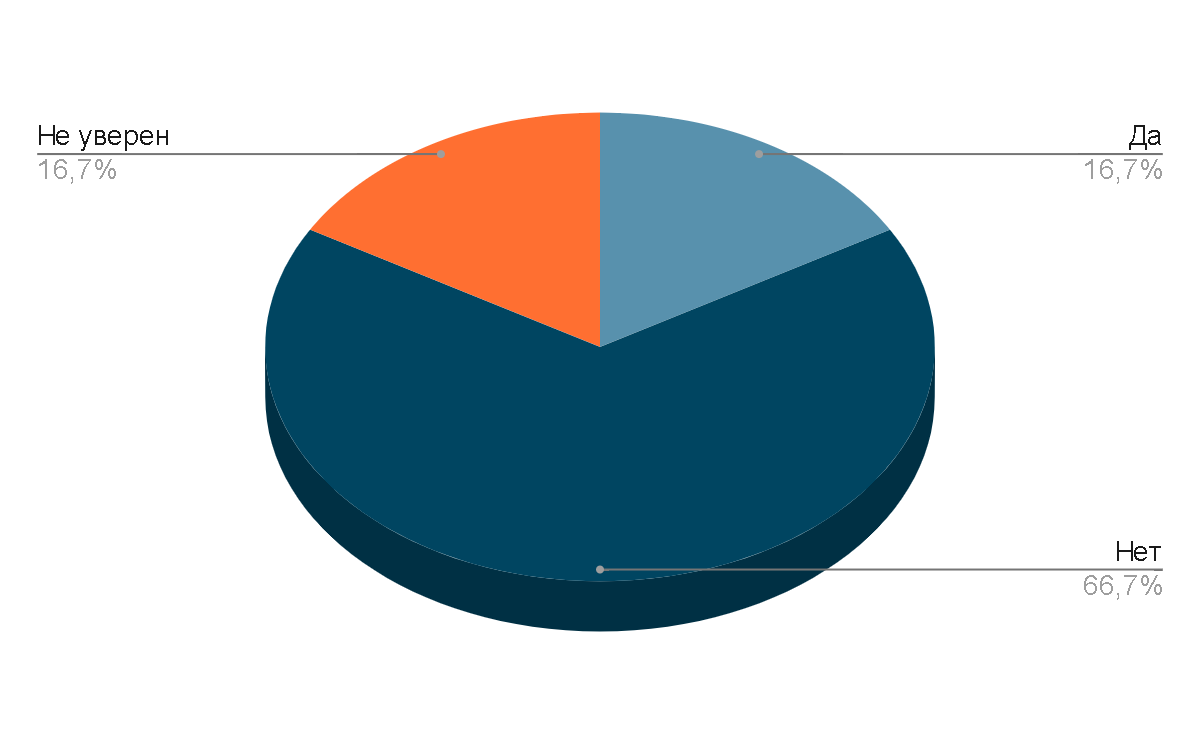 Не уверен
16,7%
Да
16,7%
Нет
66,7%